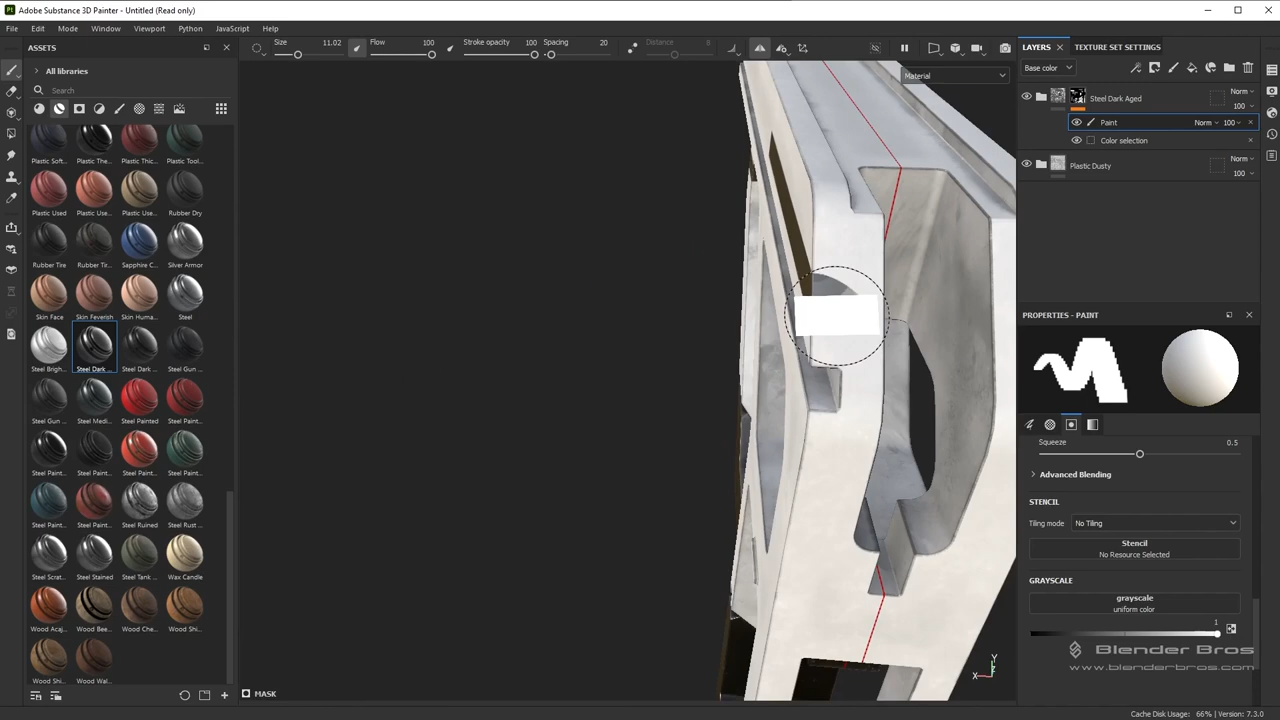 Adobe Substance 3D Painter - Untitled (Read only)
File Edit Mode Window Viewport Python JavaScript Help
ASSETS
Size 11.02 Flow 100 Stroke opacity 100 Spacing 20 Distance 8
LAYERS TEXTURE SET SETTINGS
All libraries
Search
Material
Base color
Steel Dark Aged Norm 100
Paint Norm 100
Color selection
Plastic Dusty Norm 100
Plastic Soft... Plastic The... Plastic Thic... Plastic Tool...
Plastic Used Plastic Use... Plastic Use... Rubber Dry
Rubber Tire Rubber Tir... Sapphire C... Silver Armor
Skin Face Skin Feverish Skin Huma... Steel
Steel Brigh... Steel Dark ... Steel Dark ... Steel Gun ...
Steel Gun ... Steel Medi... Steel Painted Steel Paint...
Steel Paint... Steel Paint... Steel Paint... Steel Paint...
Steel Paint... Steel Paint... Steel Ruined Steel Rust ...
Steel Scrat... Steel Stained Steel Tank ... Wax Candle
Wood Acaj... Wood Bee... Wood Che... Wood Shi...
Wood Shi... Wood Wal...
PROPERTIES - PAINT
Squeeze 0.5
Advanced Blending
STENCIL
Tiling mode No Tiling
Stencil
No Resource Selected
GRAYSCALE
grayscale
uniform color
1
Blender Bros
www.blenderbros.com
Y
X
MASK
Cache Disk Usage: 66% | Version: 7.3.0